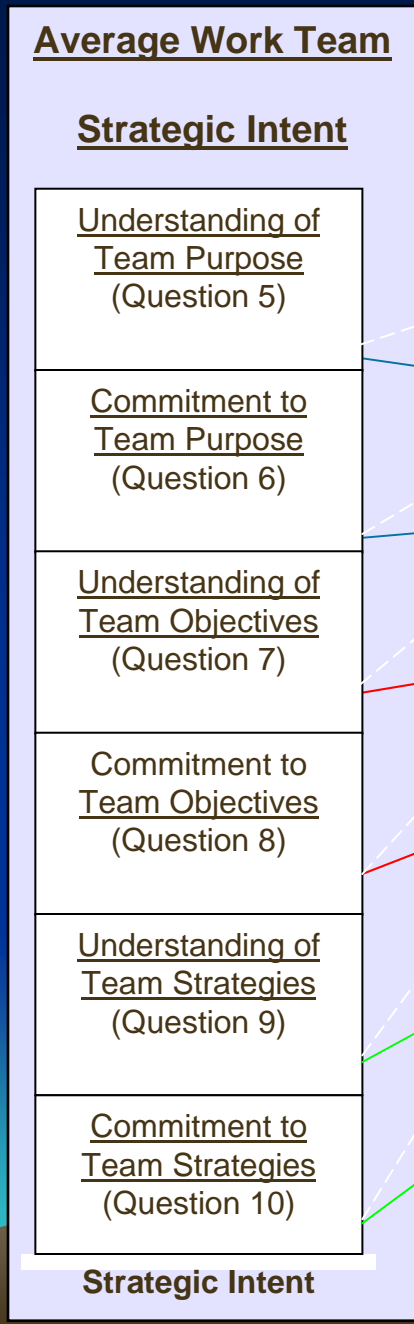 Average Work Team
Strategic Intent
Understanding of
Team Purpose
(Question 5)
Commitment to
Team Purpose
(Question 6)
Understanding of
Team Objectives
(Question 7)
Commitment to
Team Objectives
(Question 8)
Understanding of
Team Strategies
(Question 9)
Commitment to
Team Strategies
(Question 10)
Strategic Intent